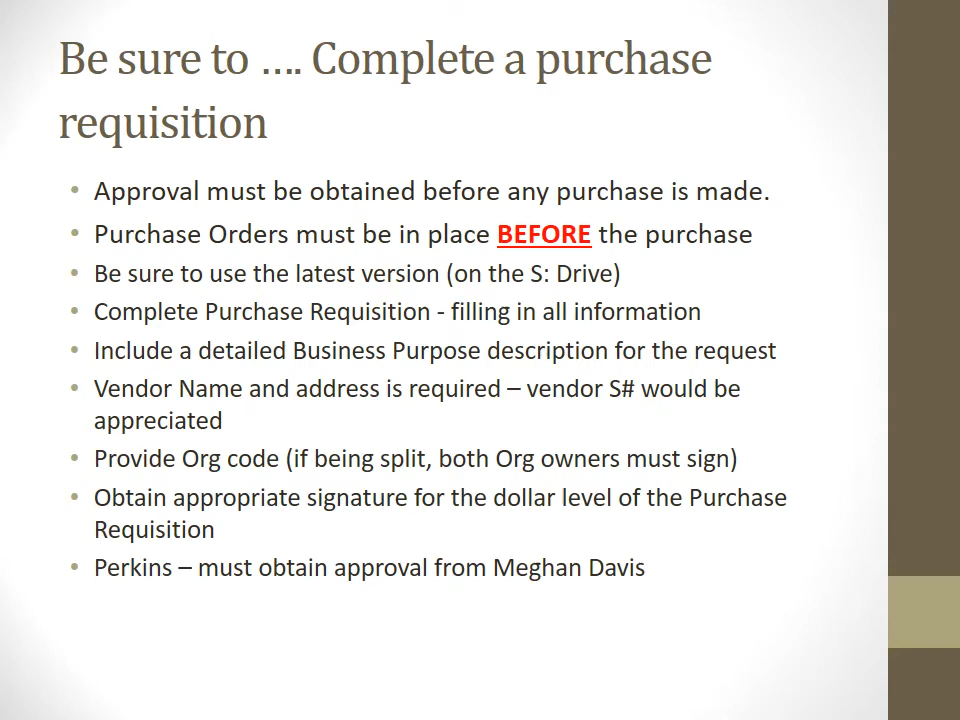 Be sure to .... Complete a purchase
requisition
• Approval must be obtained before any purchase is made.
• Purchase Orders must be in place BEFORE the purchase
• Be sure to use the latest version (on the S: Drive)
• Complete Purchase Requisition - filling in all information
• Include a detailed Business Purpose description for the request
• Vendor Name and address is required – vendor S# would be
appreciated
• Provide Org code (if being split, both Org owners must sign)
• Obtain appropriate signature for the dollar level of the Purchase
Requisition
• Perkins – must obtain approval from Meghan Davis